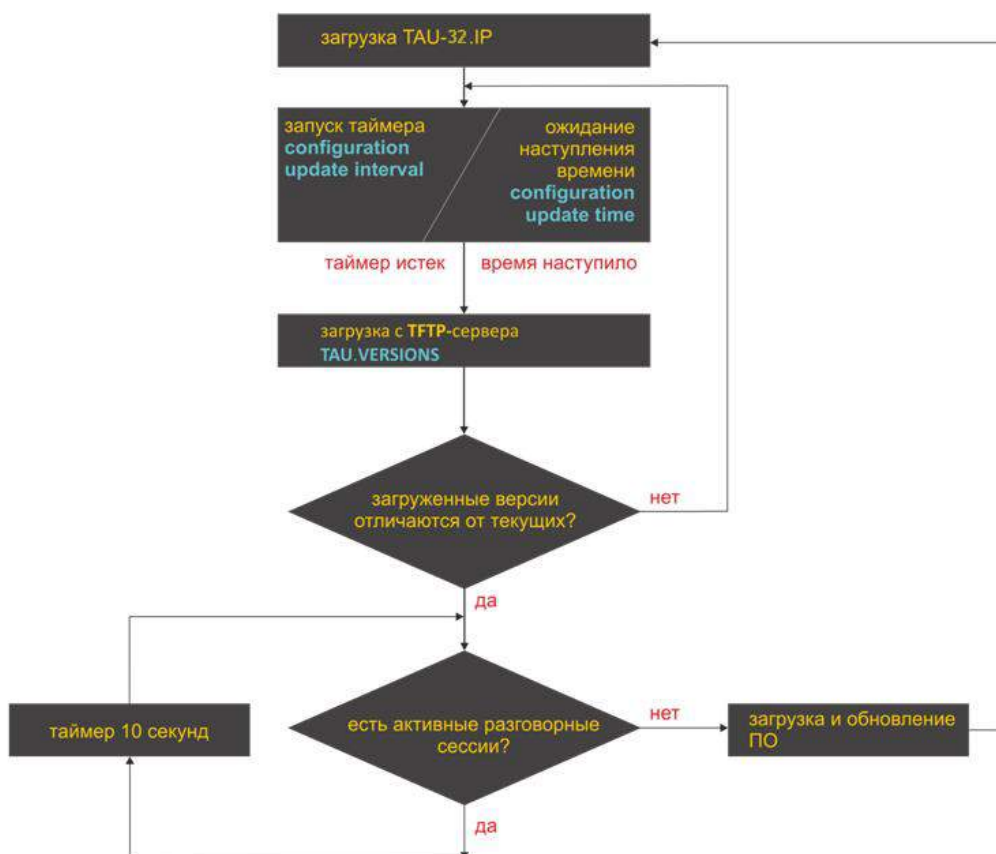 загрузка TAU-32.IP
запуск таймера
configuration
update interval
ожидание
наступления
времени
configuration
update time
таймер истек
время наступило
загрузка с TFTP-сервера
TAU.VERSIONS
загруженные версии
отличаются от текущих?
нет
да
таймер 10 секунд
есть активные разговорные
сессии?
нет
загрузка и обновление
ПО
да